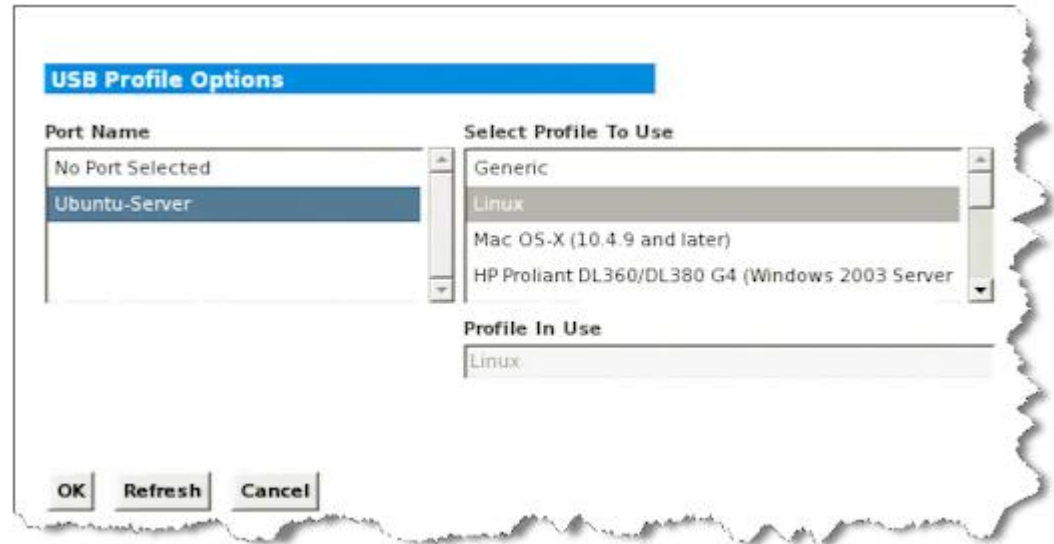 USB Profile Options
Port Name
No Port Selected
Ubuntu-Server
Select Profile To Use
Generic
Linux
Mac OS-X (10.4.9 and later)
HP Proliant DL360/DL380 G4 (Windows 2003 Server
Profile In Use
Linux
OK Refresh Cancel